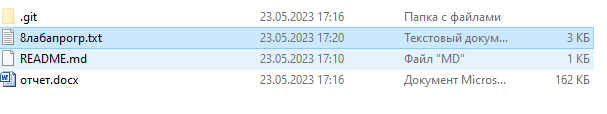 .git 23.05.2023 17:16 Папка с файлами
8лабапрогр.txt 23.05.2023 17:20 Текстовый докум... 3 КБ
README.md 23.05.2023 17:10 Файл "MD" 1 КБ
отчет.docx 23.05.2023 17:16 Документ Micros... 162 КБ